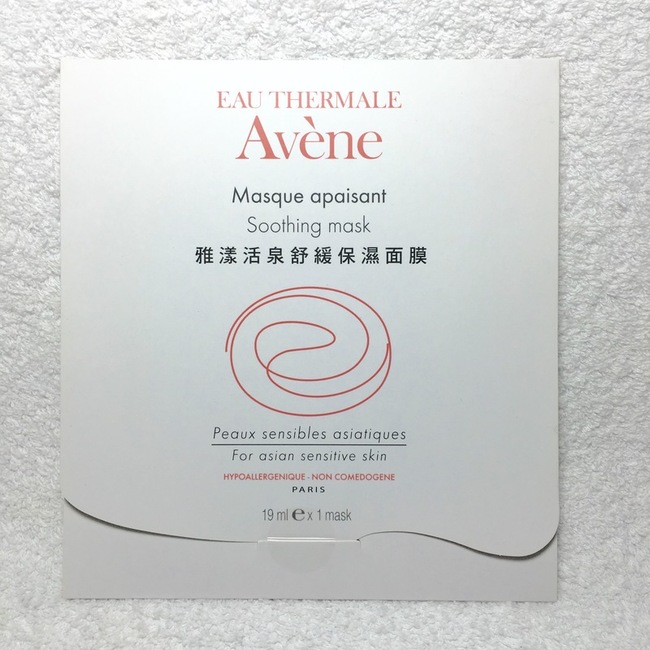 EAU THERMALE
Avène
Masque apaisant
Soothing mask
雅漾活泉舒緩保濕面膜
Peaux sensibles asiatiques
For asian sensitive skin
HYPOALLERGENIQUE - NON COMEDOGENE
PARIS
19 ml ℮ x 1 mask